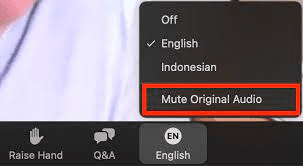 Off
✓ English
Indonesian
Mute Original Audio
Raise Hand
Q&A
EN
English